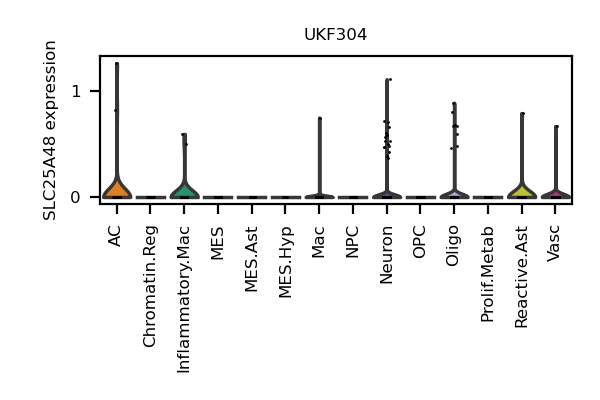 UKF304
SLC25A48 expression
1
0
AC
Chromatin.Reg
Inflammatory.Mac
MES
MES.Ast
MES.Hyp
Mac
NPC
Neuron
OPC
Oligo
Prolif.Metab
Reactive.Ast
Vasc